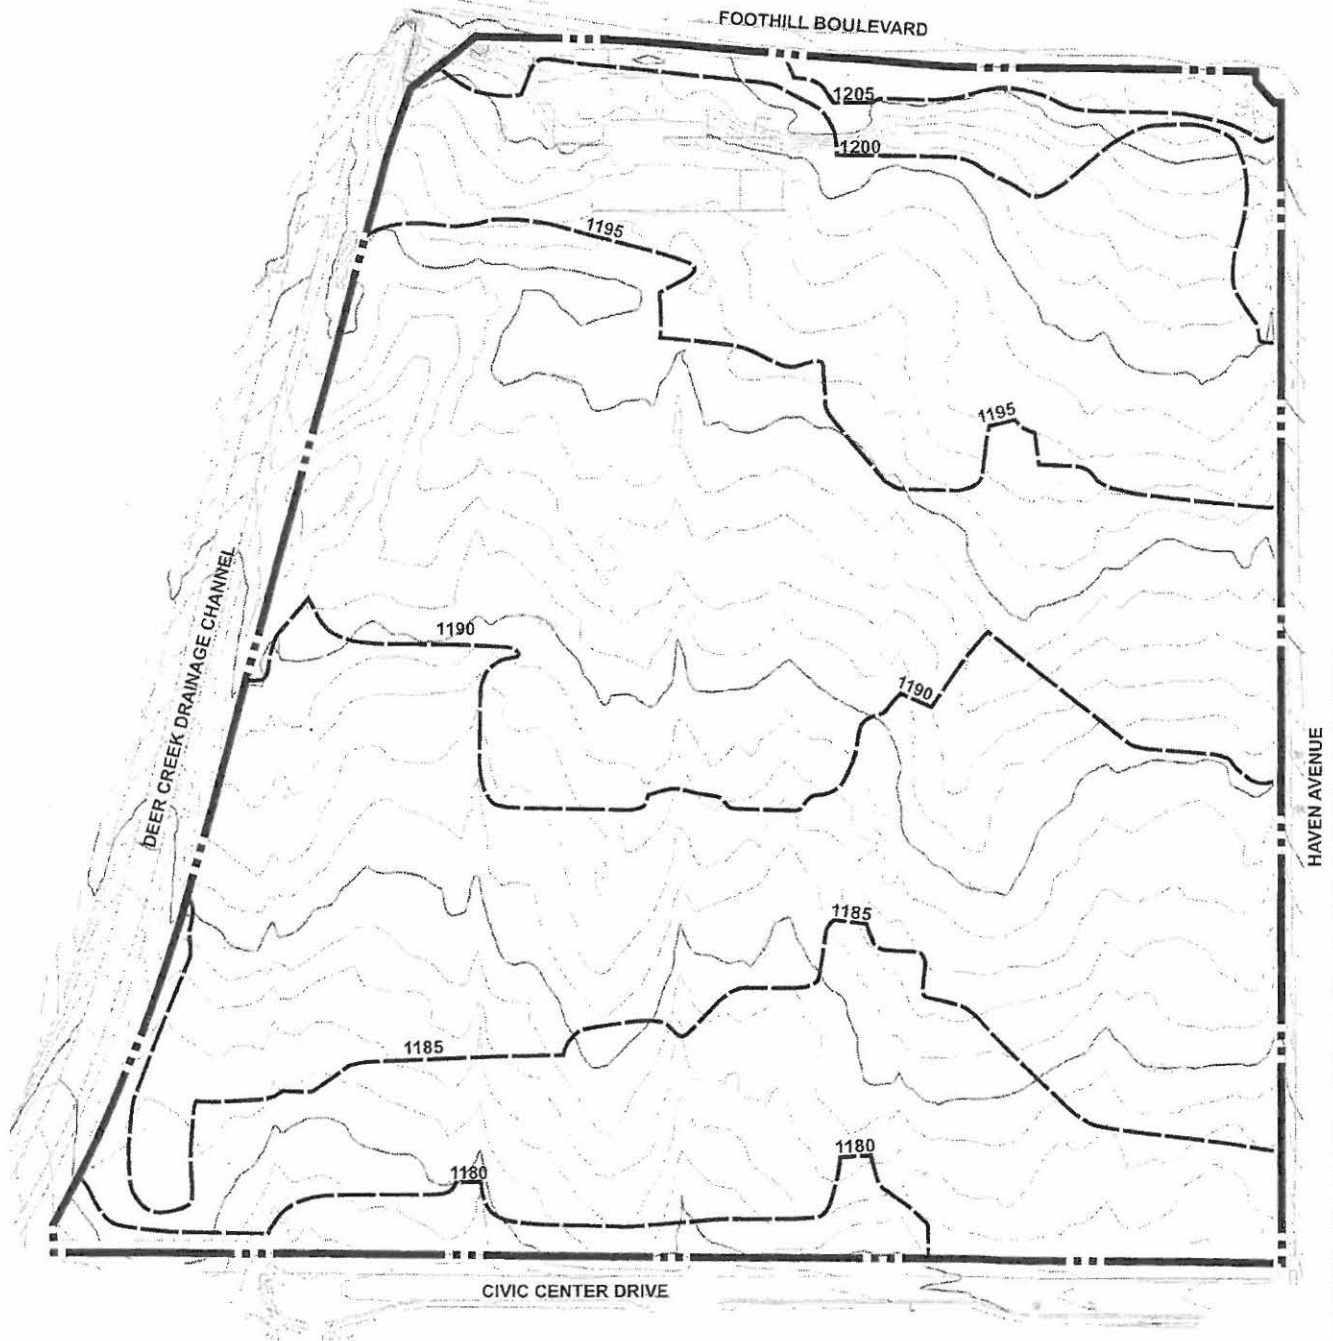 FOOTHILL BOULEVARD
1205
1200
1195
1195
1190
1190
DEER CREEK DRAINAGE CHANNEL
HAVEN AVENUE
1185
1185
1180
1180
CIVIC CENTER DRIVE